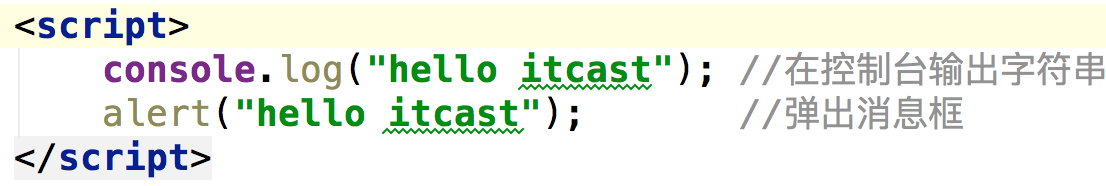 <script>
console.log("hello itcast"); //在控制台输出字符串
alert("hello itcast"); //弹出消息框
</script>